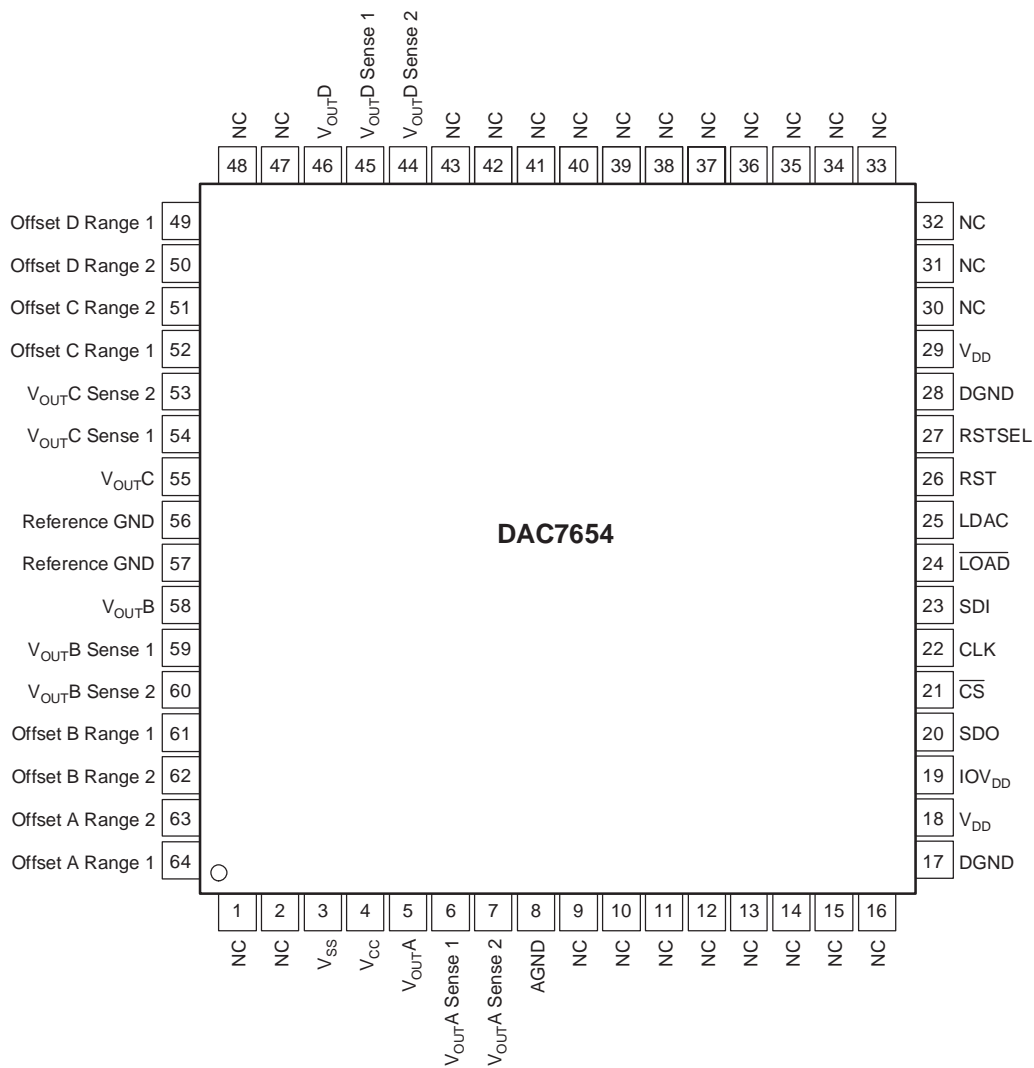 NC NC VOUTD VOUTD Sense 1 VOUTD Sense 2 NC NC NC NC NC NC NC NC NC NC NC
48 47 46 45 44 43 42 41 40 39 38 37 36 35 34 33
Offset D Range 1 49
Offset D Range 2 50
Offset C Range 2 51
Offset C Range 1 52
VOUTC Sense 2 53
VOUTC Sense 1 54
VOUTC 55
Reference GND 56
Reference GND 57
VOUTB 58
VOUTB Sense 1 59
VOUTB Sense 2 60
Offset B Range 1 61
Offset B Range 2 62
Offset A Range 2 63
Offset A Range 1 64
DAC7654
32 NC
31 NC
30 NC
29 VDD
28 DGND
27 RSTSEL
26 RST
25 LDAC
24 LOAD
23 SDI
22 CLK
21 CS
20 SDO
19 IOVDD
18 VDD
17 DGND
1 2 3 4 5 6 7 8 9 10 11 12 13 14 15 16
NC NC VSS VCC VOUTA VOUTA Sense 1 VOUTA Sense 2 AGND NC NC NC NC NC NC NC NC